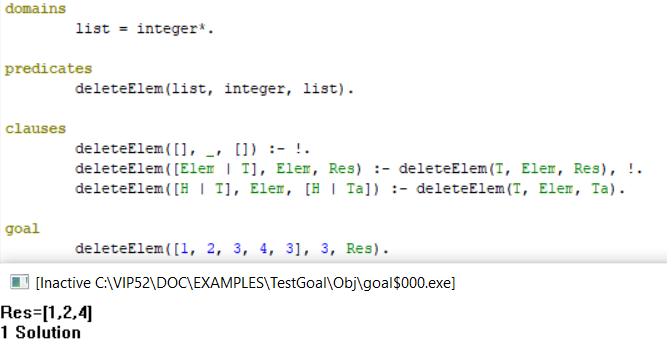 domains
list = integer*.
predicates
deleteElem(list, integer, list).
clauses
deleteElem([], _, []) :- !.
deleteElem([Elem | T], Elem, Res) :- deleteElem(T, Elem, Res), !.
deleteElem([H | T], Elem, [H | Ta]) :- deleteElem(T, Elem, Ta).
goal
deleteElem([1, 2, 3, 4, 3], 3, Res).
[Inactive C:\VIP52\DOC\EXAMPLES\TestGoal\Obj\goal$000.exe]
Res=[1,2,4]
1 Solution